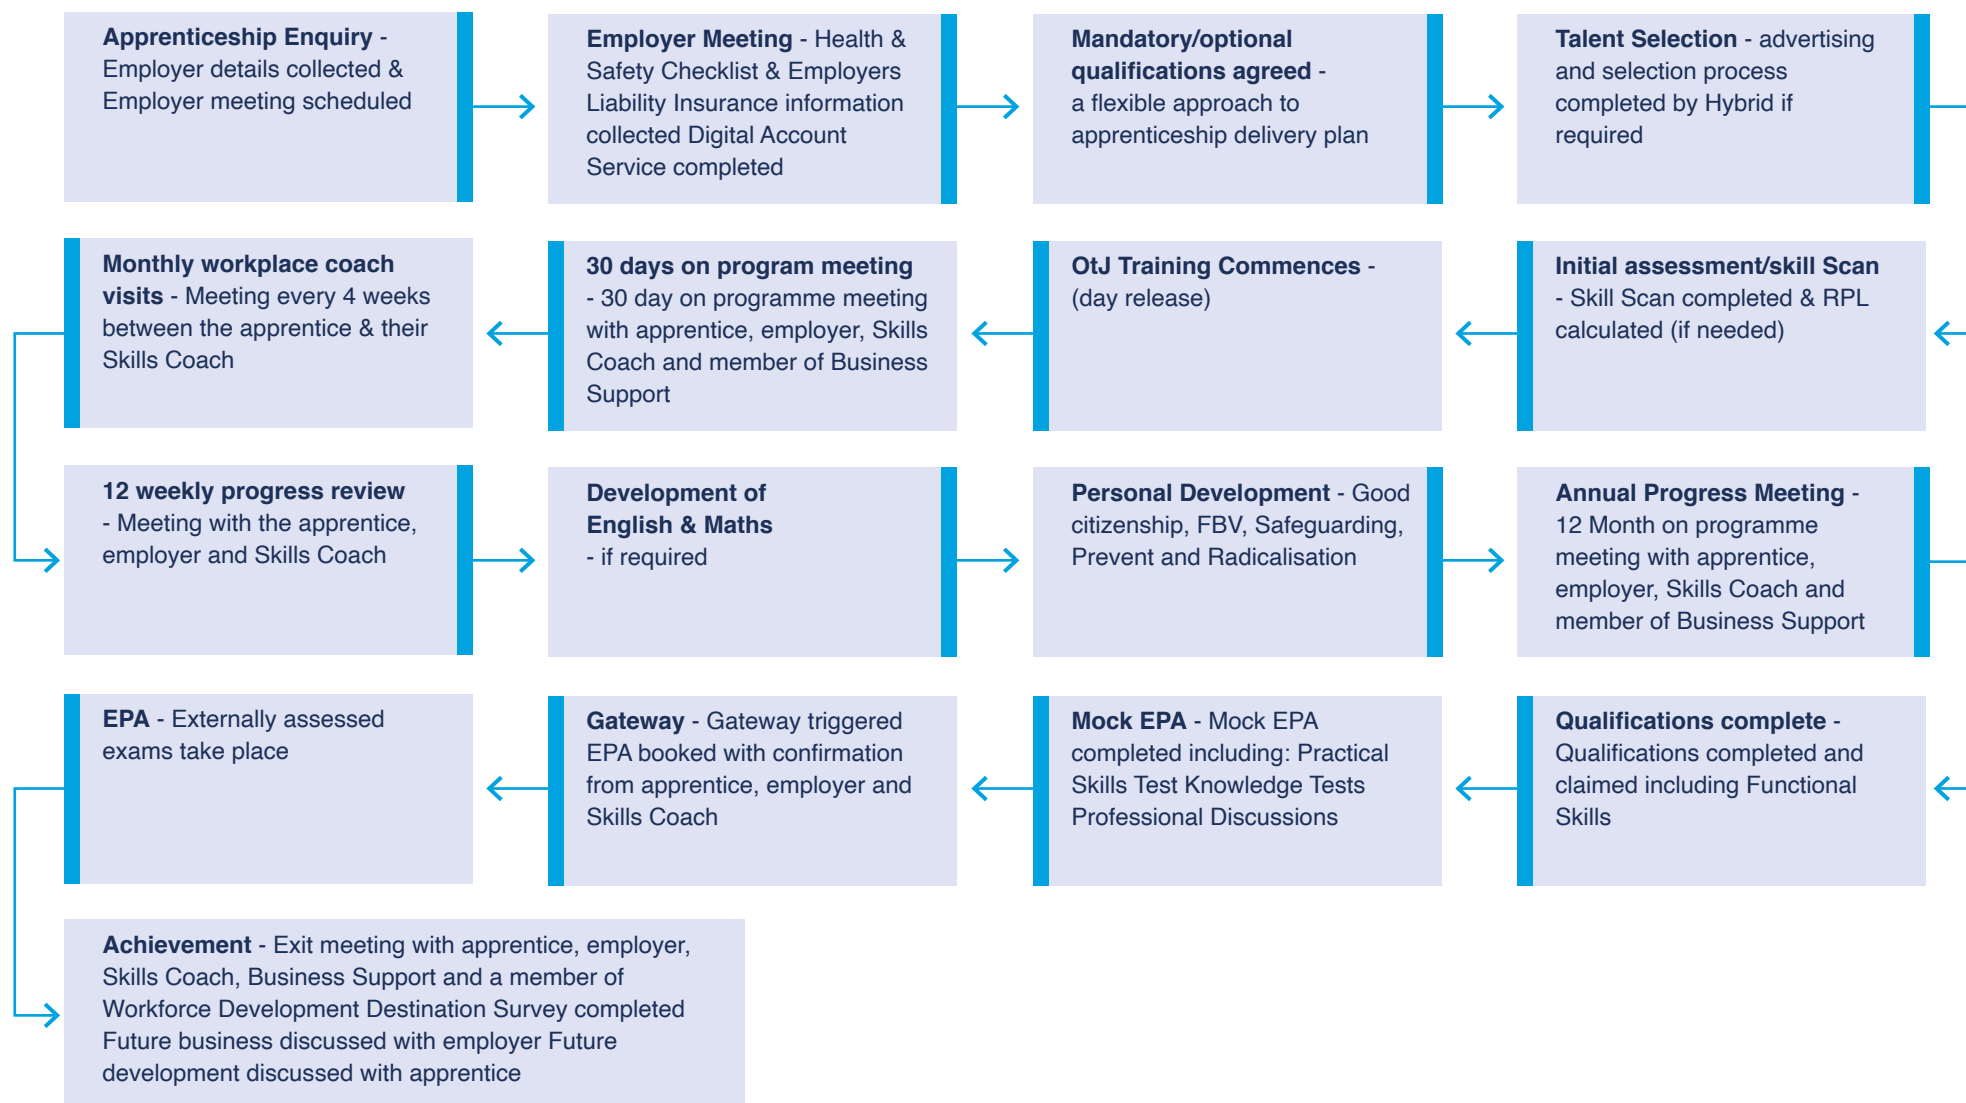 Apprenticeship Enquiry -
Employer details collected &
Employer meeting scheduled
Employer Meeting - Health &
Safety Checklist & Employers
Liability Insurance information
collected Digital Account
Service completed
Mandatory/optional
qualifications agreed -
a flexible approach to
apprenticeship delivery plan
Talent Selection - advertising
and selection process
completed by Hybrid if
required
Initial assessment/skill Scan
- Skill Scan completed & RPL
calculated (if needed)
OtJ Training Commences -
(day release)
30 days on program meeting
- 30 day on programme meeting
with apprentice, employer, Skills
Coach and member of Business
Support
Monthly workplace coach
visits - Meeting every 4 weeks
between the apprentice & their
Skills Coach
12 weekly progress review
- Meeting with the apprentice,
employer and Skills Coach
Development of
English & Maths
- if required
Personal Development - Good
citizenship, FBV, Safeguarding,
Prevent and Radicalisation
Annual Progress Meeting -
12 Month on programme
meeting with apprentice,
employer, Skills Coach and
member of Business Support
Qualifications complete -
Qualifications completed and
claimed including Functional
Skills
Mock EPA - Mock EPA
completed including: Practical
Skills Test Knowledge Tests
Professional Discussions
Gateway - Gateway triggered
EPA booked with confirmation
from apprentice, employer and
Skills Coach
EPA - Externally assessed
exams take place
Achievement - Exit meeting with apprentice, employer,
Skills Coach, Business Support and a member of
Workforce Development Destination Survey completed
Future business discussed with employer Future
development discussed with apprentice